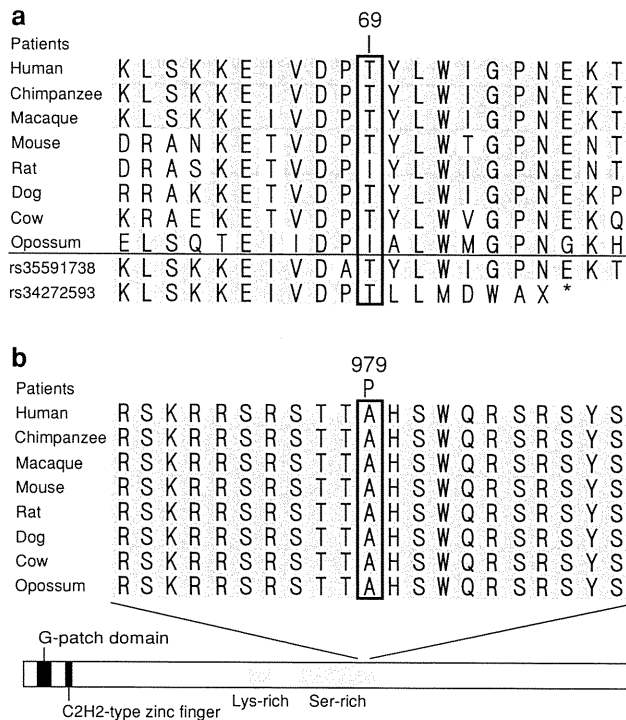 a
69
Patients I
Human K L S K K E I V D P T Y L W I G P N E K T
Chimpanzee K L S K K E I V D P T Y L W I G P N E K T
Macaque K L S K K E I V D P T Y L W I G P N E K T
Mouse D R A N K E T V D P T Y L W T G P N E N T
Rat D R A S K E T V D P I Y L W I G P N E N T
Dog R R A K K E T V D P T Y L W I G P N E K P
Cow K R A E K E T V D P T Y L W V G P N E K Q
Opossum E L S Q T E I I D P I A L W M G P N G K H
rs35591738 K L S K K E I V D A T Y L W I G P N E K T
rs34272593 K L S K K E I V D P T L L M D W A X *
b
979
Patients P
Human R S K R R S R S T T A H S W Q R S R S Y S
Chimpanzee R S K R R S R S T T A H S W Q R S R S Y S
Macaque R S K R R S R S T T A H S W Q R S R S Y S
Mouse R S K R R S R S T T A H S W Q R S R S Y S
Rat R S K R R S R S T T A H S W Q R S R S Y S
Dog R S K R R S R S T T A H S W Q R S R S Y S
Cow R S K R R S R S T T A H S W Q R S R S Y S
Opossum R S K R R S R S T T A H S W Q R S R S Y S
G-patch domain
Lys-rich Ser-rich
C2H2-type zinc finger